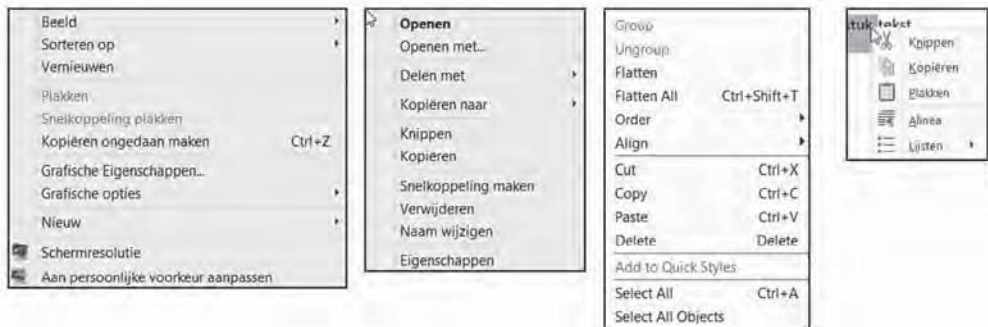 Beeld
Sorteren op
Vernieuwen
Plakken
Snelkoppeling plakken
Kopiëren ongedaan maken Ctrl+Z
Grafische Eigenschappen...
Grafische opties
Nieuw
Schermresolutie
Aan persoonlijke voorkeur aanpassen
Openen
Openen met...
Delen met
Kopiëren naar
Knippen
Kopiëren
Snelkoppeling maken
Verwijderen
Naam wijzigen
Eigenschappen
Group
Ungroup
Flatten
Flatten All Ctrl+Shift+T
Order
Align
Cut Ctrl+X
Copy Ctrl+C
Paste Ctrl+V
Delete Delete
Add to Quick Styles
Select All Ctrl+A
Select All Objects
tuk tekst
Knippen
Kopiëren
Plakken
Alinea
Lijsten